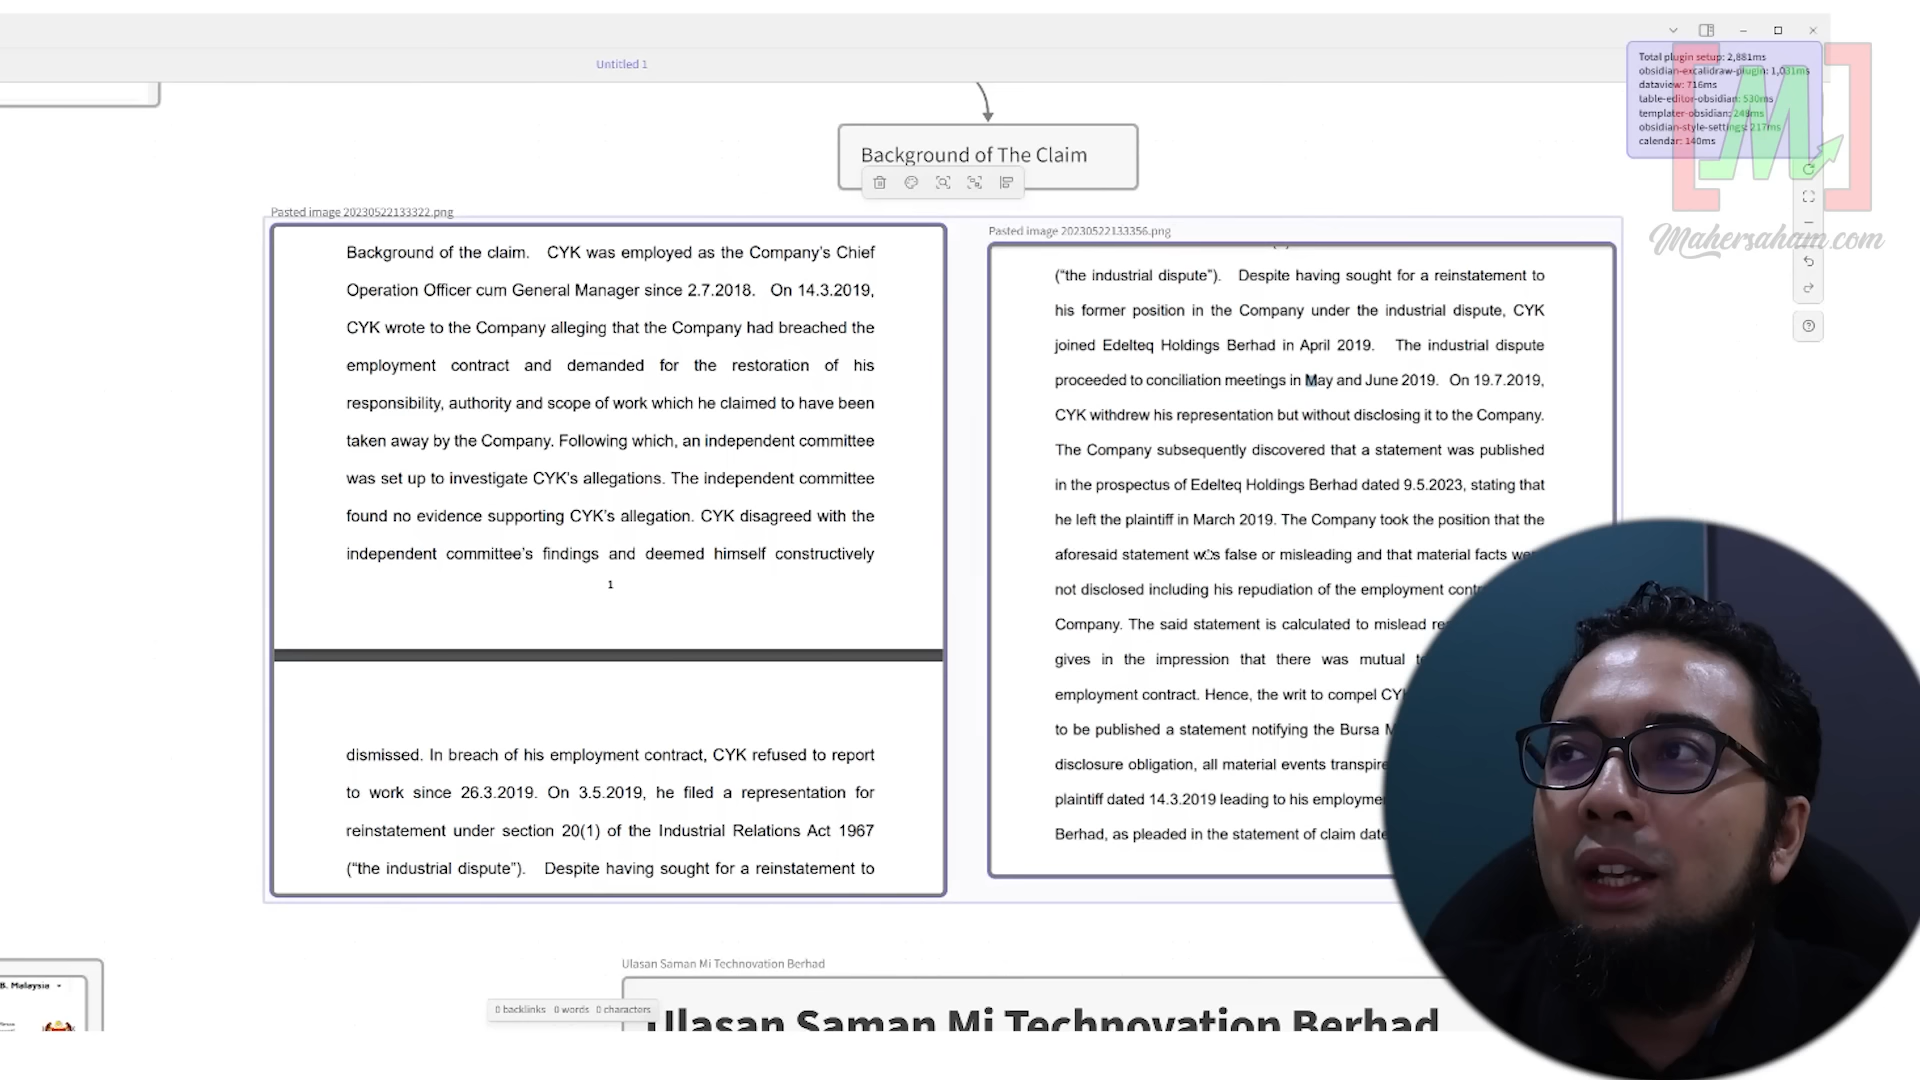 Untitled 1
Total plugin setup: 2,881ms
obsidian-excalidraw-plugin: 1,031ms
dataview: 716ms
table-editor-obsidian: 530ms
templater-obsidian: 248ms
obsidian-style-settings: 217ms
calendar: 140ms
[M]
Mahersaham.com
Background of The Claim
Pasted image 20230522133322.png
Background of the claim. CYK was employed as the Company's Chief
Operation Officer cum General Manager since 2.7.2018. On 14.3.2019,
CYK wrote to the Company alleging that the Company had breached the
employment contract and demanded for the restoration of his
responsibility, authority and scope of work which he claimed to have been
taken away by the Company. Following which, an independent committee
was set up to investigate CYK's allegations. The independent committee
found no evidence supporting CYK's allegation. CYK disagreed with the
independent committee's findings and deemed himself constructively
1
dismissed. In breach of his employment contract, CYK refused to report
to work since 26.3.2019. On 3.5.2019, he filed a representation for
reinstatement under section 20(1) of the Industrial Relations Act 1967
("the industrial dispute"). Despite having sought for a reinstatement to
Pasted image 20230522133356.png
("the industrial dispute"). Despite having sought for a reinstatement to
his former position in the Company under the industrial dispute, CYK
joined Edelteq Holdings Berhad in April 2019. The industrial dispute
proceeded to conciliation meetings in May and June 2019. On 19.7.2019,
CYK withdrew his representation but without disclosing it to the Company.
The Company subsequently discovered that a statement was published
in the prospectus of Edelteq Holdings Berhad dated 9.5.2023, stating that
he left the plaintiff in March 2019. The Company took the position that the
aforesaid statement was false or misleading and that material facts
not disclosed including his repudiation of the employment
Company. The said statement is calculated to mislead
gives in the impression that there was mutual
employment contract. Hence, the writ to compel
to be published a statement notifying the Bursa
disclosure obligation, all material events
plaintiff dated 14.3.2019 leading to his
Berhad, as pleaded in the statement of claim
B. Malaysia
Ulasan Saman Mi Technovation Berhad
0 backlinks 0 words 0 characters
Ulasan Saman Mi Technovation Berhad